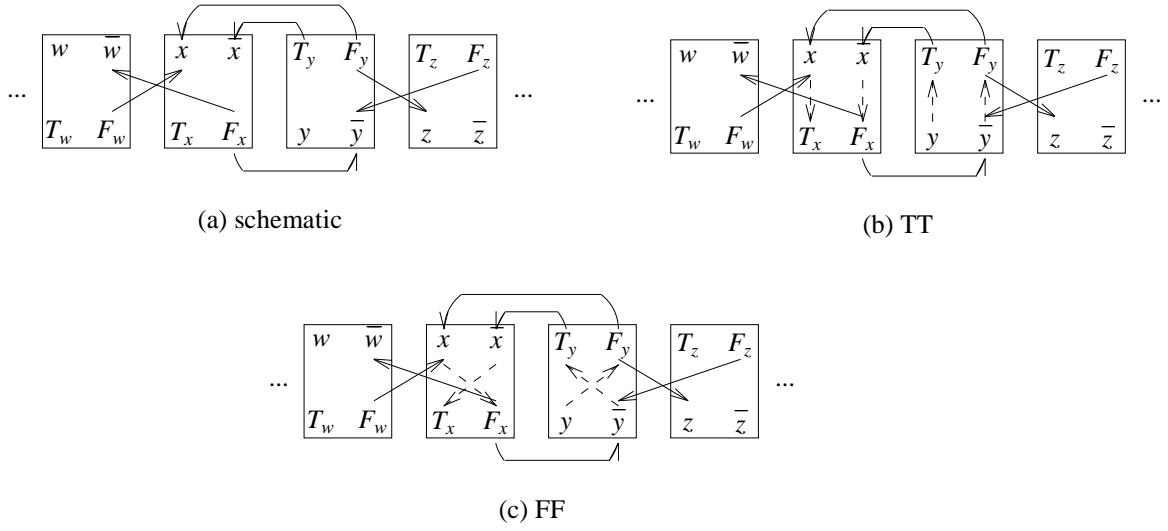 w w̅ x x̅ T_y F_y T_z F_z
... ...
T_w F_w T_x F_x y y̅ z z̅
(a) schematic
w w̅ x x̅ T_y F_y T_z F_z
... ...
T_w F_w T_x F_x y y̅ z z̅
(b) TT
w w̅ x x̅ T_y F_y T_z F_z
... ...
T_w F_w T_x F_x y y̅ z z̅
(c) FF